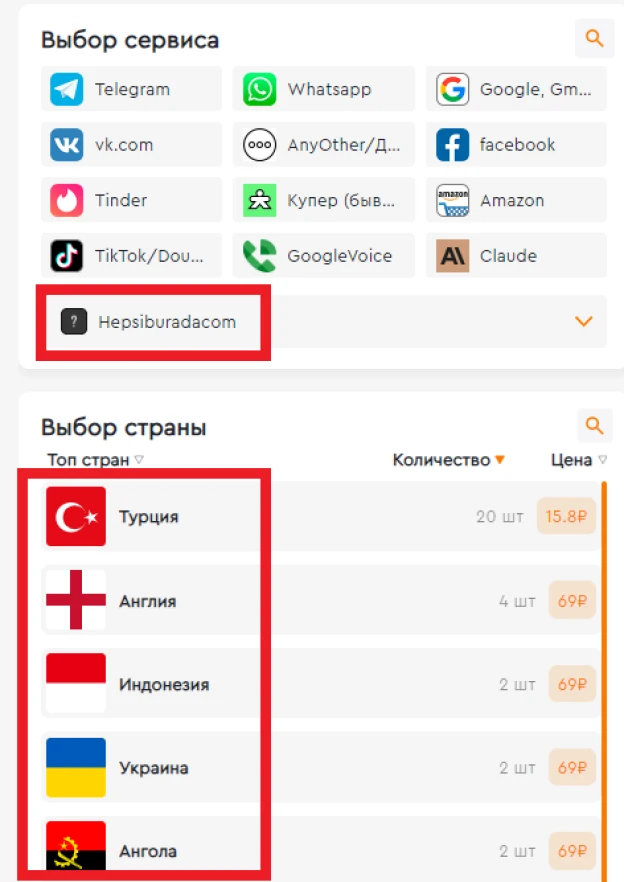 Выбор сервиса
Telegram Whatsapp Google, Gm...
vk.com AnyOther/Д... facebook
Tinder Купер (быв... amazon Amazon
TikTok/Dou... GoogleVoice Claude
? Hepsiburadacom
Выбор страны
Топ стран Количество Цена
Турция 20 шт 15.8₽
Англия 4 шт 69₽
Индонезия 2 шт 69₽
Украина 2 шт 69₽
Ангола 2 шт 69₽